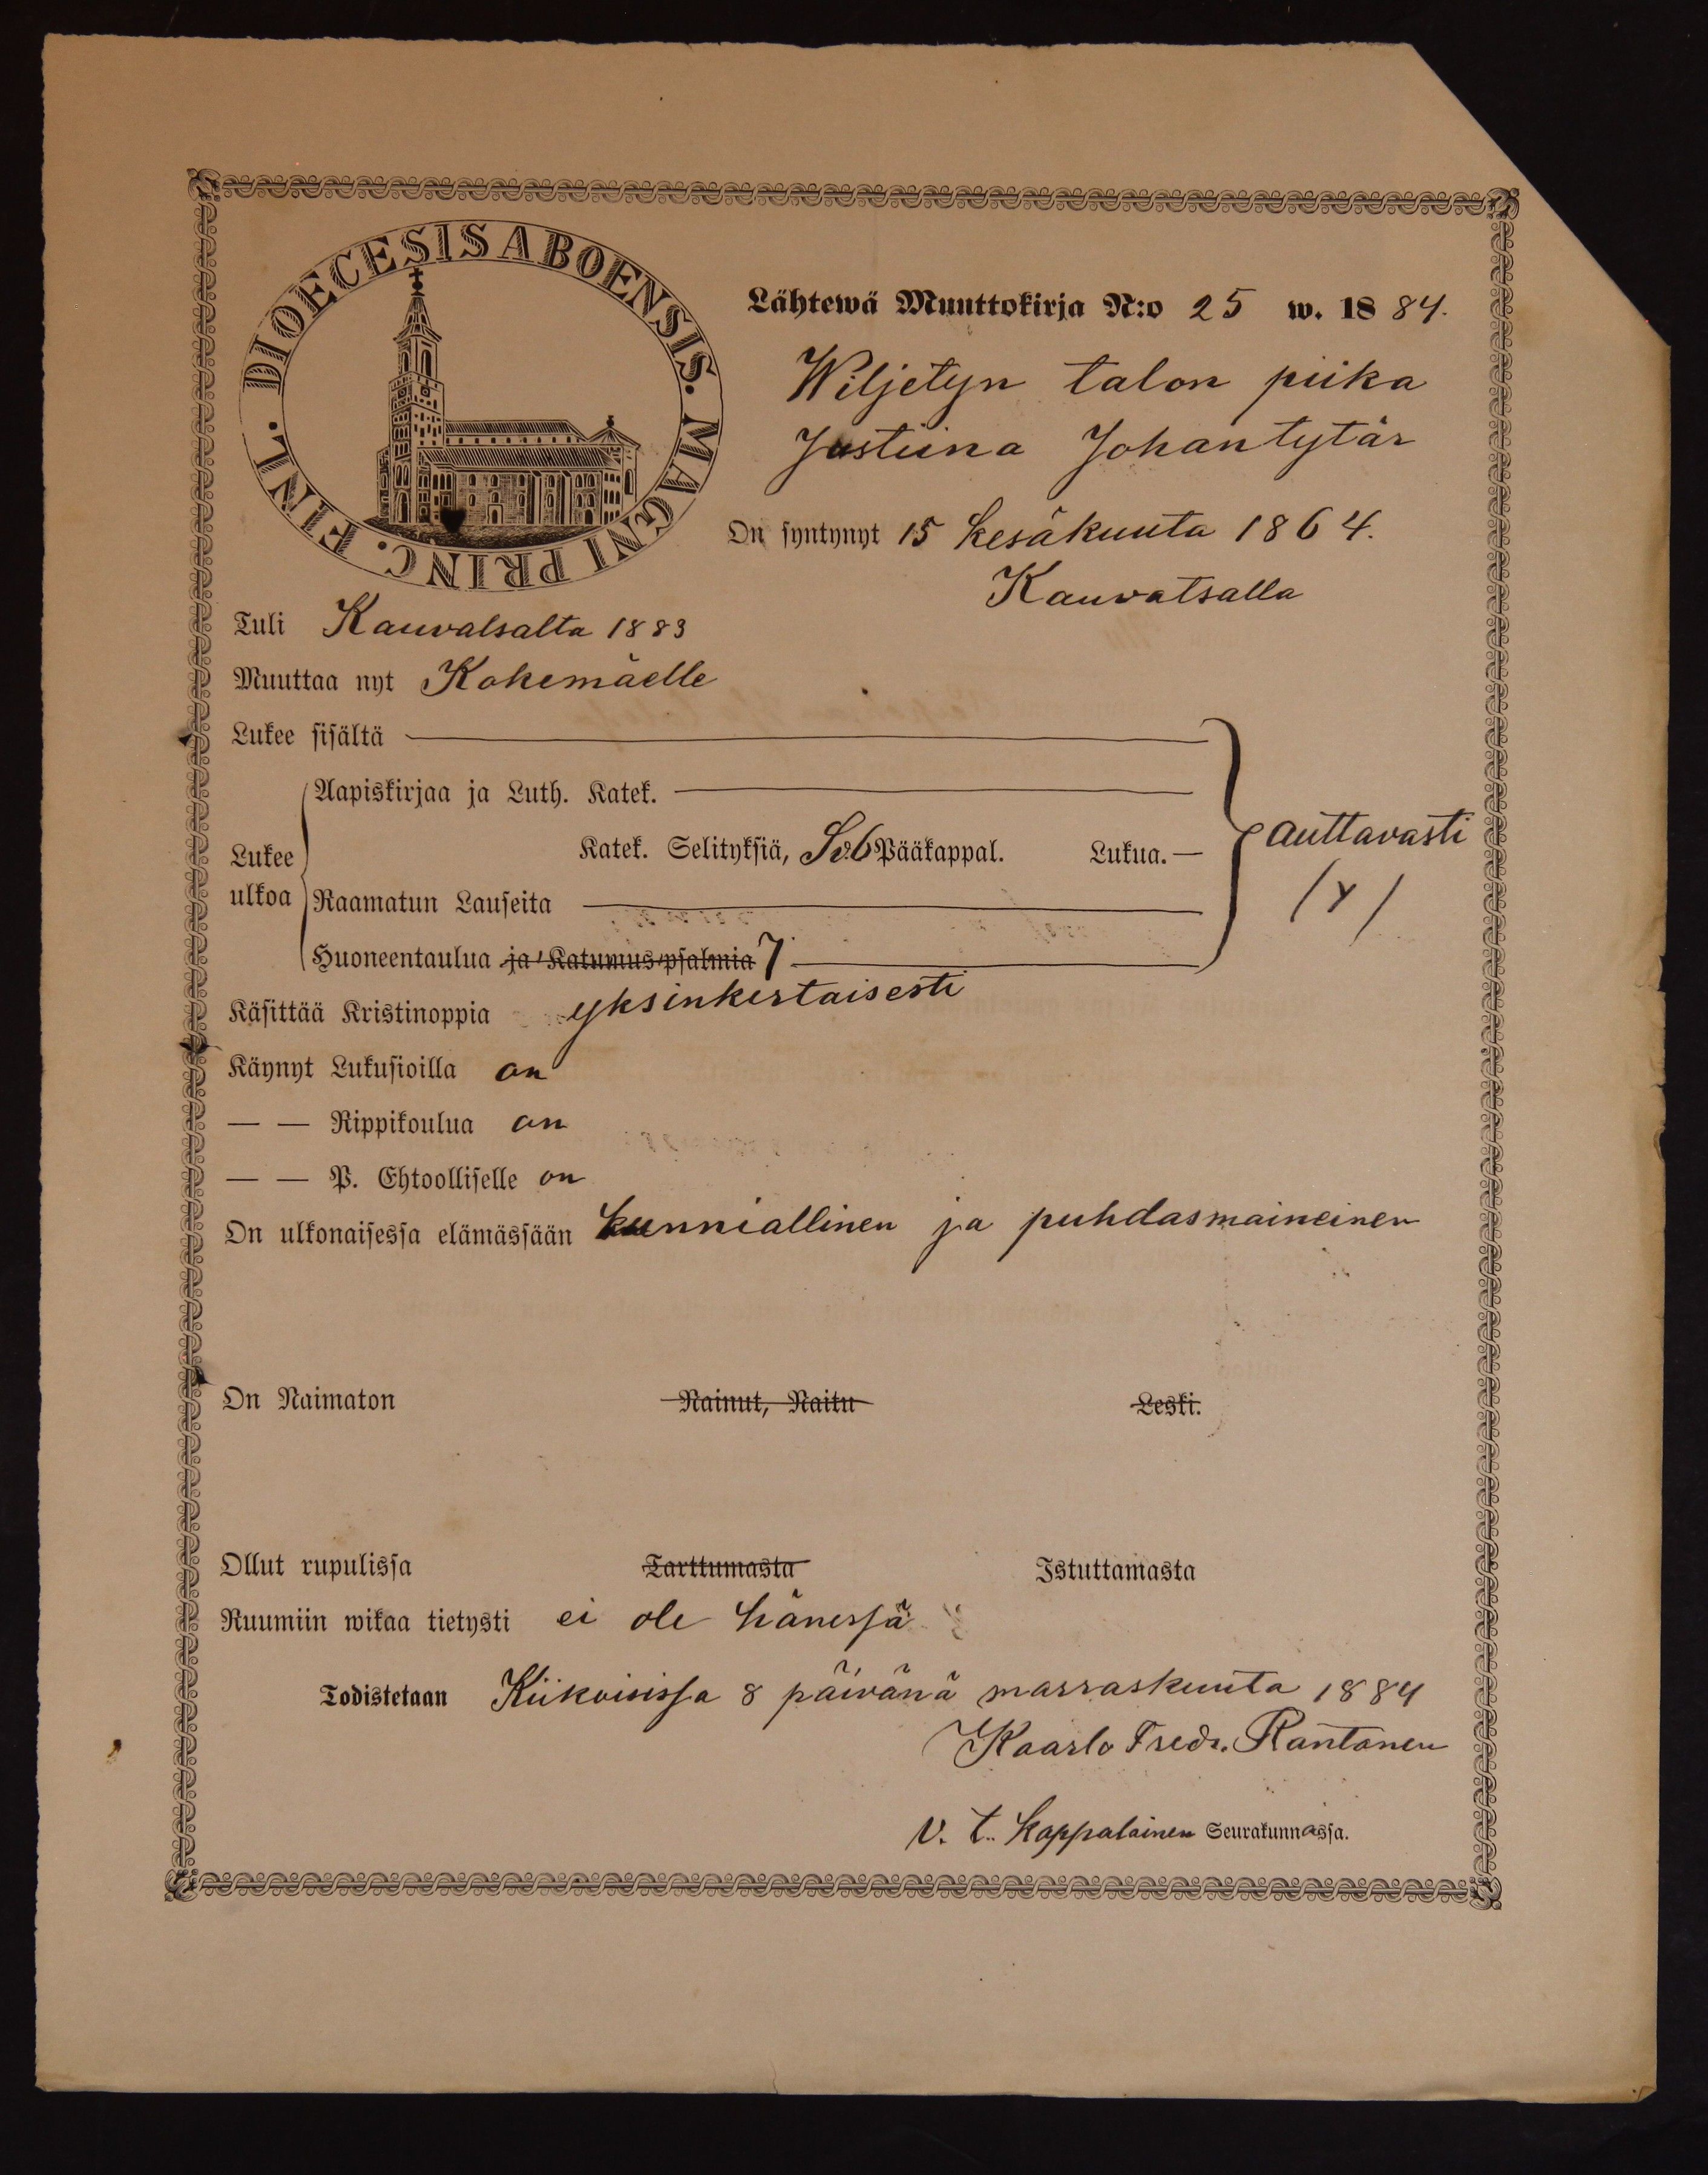 DIOECESIS ABOENSIS. MAGNI PRINC. FINL.
Lähtewä Muuttokirja N:o 25 w. 1884.
Wiljetyn talon piika
Justiina Johantytär
On syntynyt 15 Kesäkuuta 1864.
Kauvatsalla
Tuli Kauvatsalta 1883
Muuttaa nyt Kokemäelle
Lukee sisältä
Aapiskirjaa ja Luth. Katek.
Lukee ulkoa
Katek. Selityksiä, Sv. 6 Pääkappal. Lukua. —
auttavasti
Raamatun Lauseita
/Y/
Huoneentaulua ja Katumus-psalmia 7
Käsittää Kristinoppia yksinkertaisesti
Käynyt Lukusioilla on
— — Rippikoulua on
— — P. Ehtoolliselle on
On ulkonaisessa elämässään kunniallinen ja puhdasmaineinen
On Naimaton Nainut, Naitu Leski.
Ollut rupulissa Tarttumasta Istuttamasta
Ruumiin wikaa tietysti ei ole hänessä
Todistetaan Kiikoisissa 8 päivänä marraskuuta 1884
Kaarlo Fredr. Rantanen
V. t. Kappalainen Seurakunnassa.